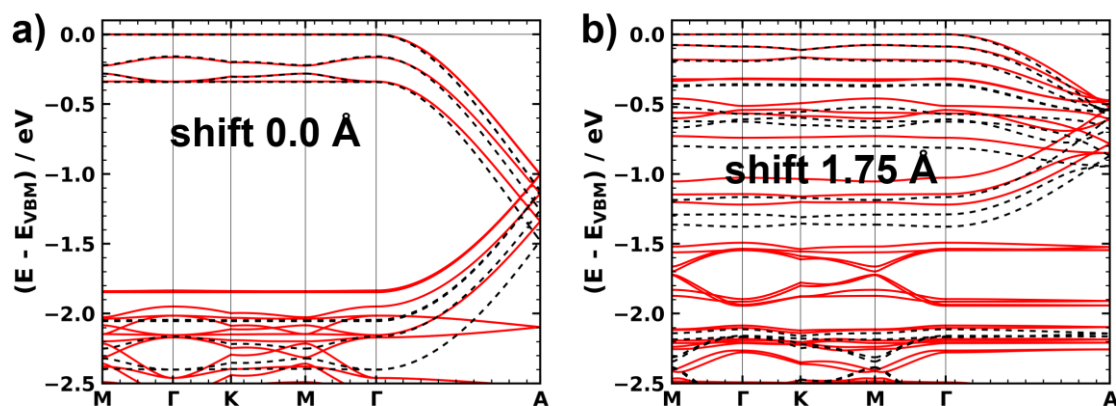 a)
(E - E_VBM) / eV
0.0
−0.5
−1.0
−1.5
−2.0
−2.5
shift 0.0 Å
M Γ K M Γ A
b)
(E - E_VBM) / eV
0.0
−0.5
−1.0
−1.5
−2.0
−2.5
shift 1.75 Å
M Γ K M Γ A